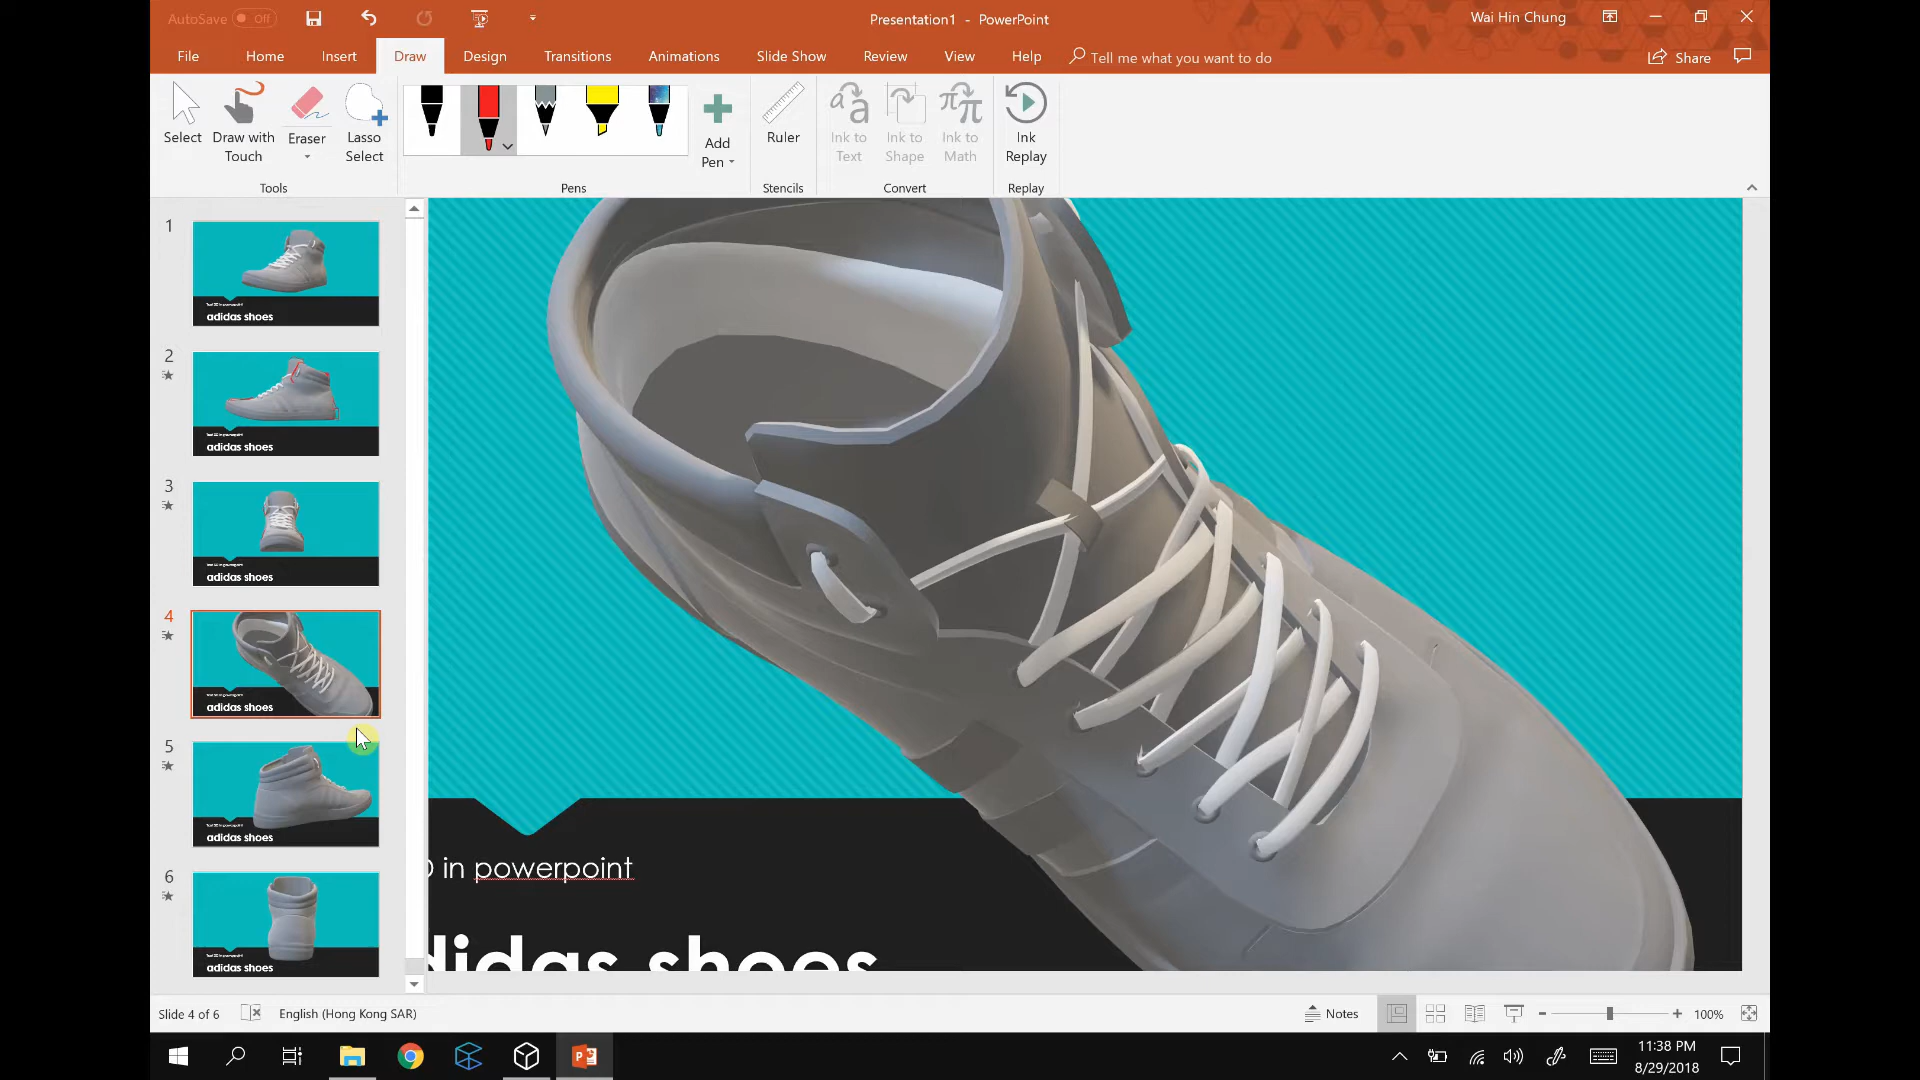 AutoSave Off
Presentation1 - PowerPoint
Wai Hin Chung
File Home Insert Draw Design Transitions Animations Slide Show Review View Help Tell me what you want to do Share
Select
Draw with Touch
Eraser
Lasso Select
Add Pen
Ruler
Ink to Text
Ink to Shape
Ink to Math
Ink Replay
Tools Pens Stencils Convert Replay
1
adidas shoes
2
adidas shoes
3
adidas shoes
4
adidas shoes
5
adidas shoes
6
adidas shoes
in powerpoint
didas shoes
Slide 4 of 6 English (Hong Kong SAR) Notes 100%
11:38 PM
8/29/2018